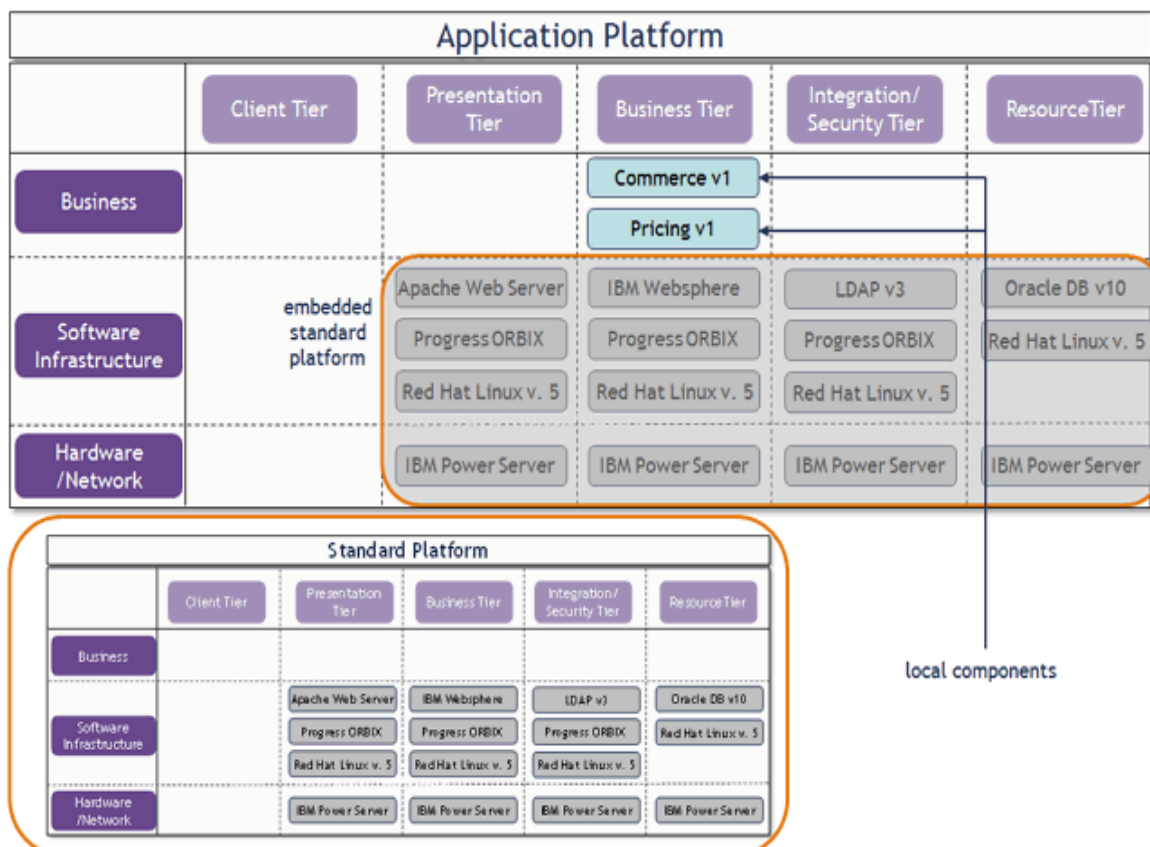 Application Platform
Client Tier
Presentation
Tier
Business Tier
Integration/
Security Tier
ResourceTier
Business
Commerce v1
Pricing v1
embedded
standard
platform
Software
Infrastructure
Apache Web Server
IBM Websphere
LDAP v3
Oracle DB v10
Progress ORBIX
Progress ORBIX
Progress ORBIX
Red Hat Linux v. 5
Red Hat Linux v. 5
Red Hat Linux v. 5
Red Hat Linux v. 5
Hardware
/Network
IBM Power Server
IBM Power Server
IBM Power Server
IBM Power Server
local components
Standard Platform
Client Tier
Presentation
Tier
Business Tier
Integration/
Security Tier
ResourceTier
Business
Software
Infrastructure
Apache Web Server
IBM Websphere
LDAP v3
Oracle DB v10
Progress ORBIX
Progress ORBIX
Progress ORBIX
Red Hat Linux v. 5
Red Hat Linux v. 5
Red Hat Linux v. 5
Red Hat Linux v. 5
Hardware
/Network
IBM Power Server
IBM Power Server
IBM Power Server
IBM Power Server